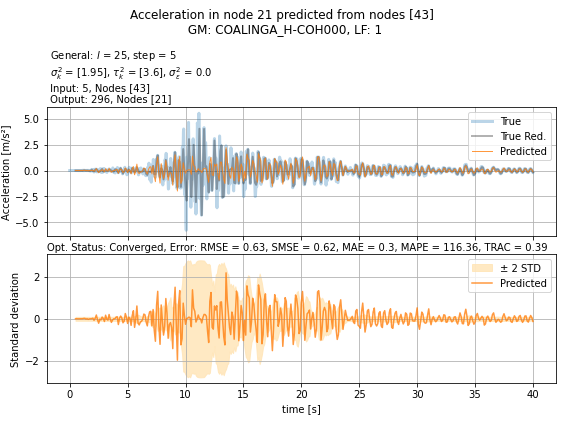 Acceleration in node 21 predicted from nodes [43]
GM: COALINGA_H-COH000, LF: 1
General: l = 25, step = 5
σ²ₖ = [1.95], τ²ₖ = [3.6], σ²ₑ = 0.0
Input: 5, Nodes [43]
Output: 296, Nodes [21]
Acceleration [m/s²]
5.0
2.5
0.0
−2.5
−5.0
True
True Red.
Predicted
Opt. Status: Converged, Error: RMSE = 0.63, SMSE = 0.62, MAE = 0.3, MAPE = 116.36, TRAC = 0.39
Standard deviation
2
0
−2
± 2 STD
Predicted
0 5 10 15 20 25 30 35 40
time [s]